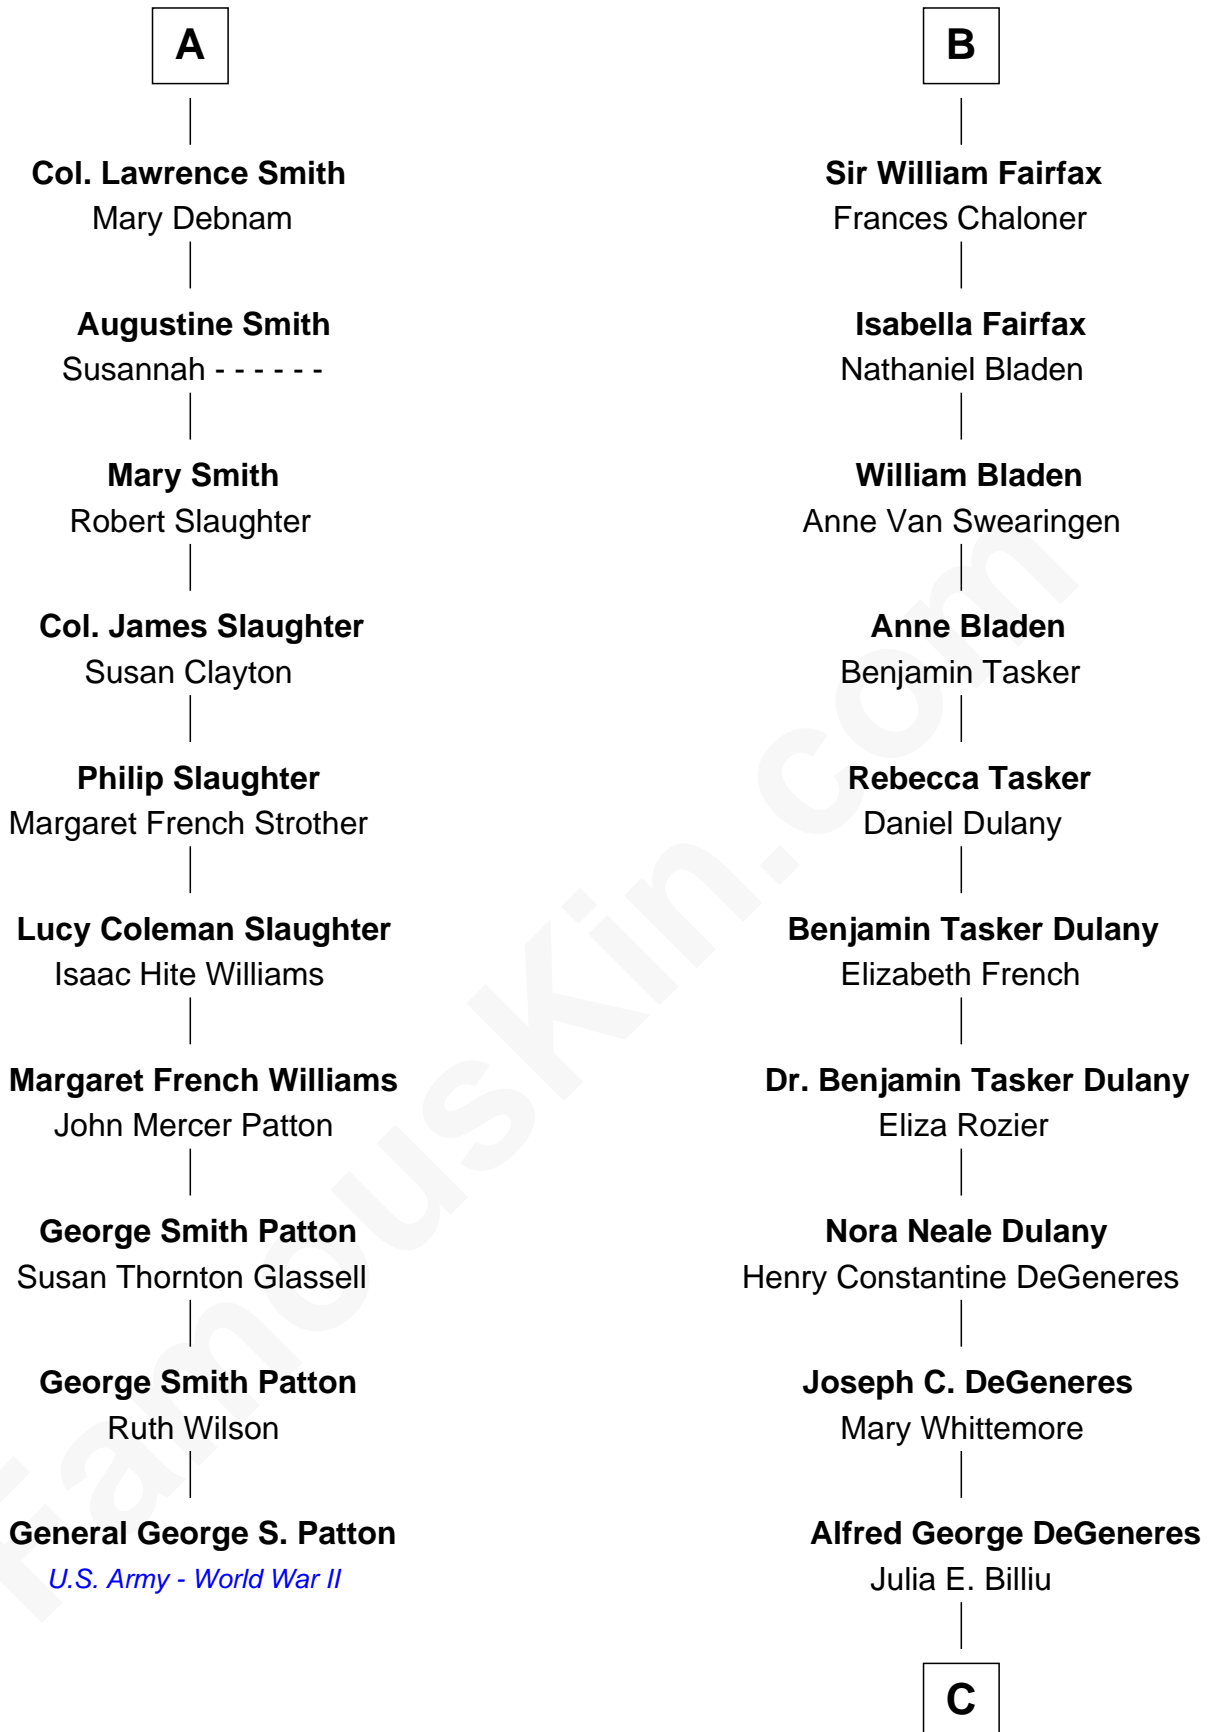 A
Col. Lawrence Smith
Mary Debnam
Augustine Smith
Susannah - - - - - -
Mary Smith
Robert Slaughter
Col. James Slaughter
Susan Clayton
Philip Slaughter
Margaret French Strother
Lucy Coleman Slaughter
Isaac Hite Williams
Margaret French Williams
John Mercer Patton
George Smith Patton
Susan Thornton Glassell
George Smith Patton
Ruth Wilson
General George S. Patton
U.S. Army - World War II
B
Sir William Fairfax
Frances Chaloner
Isabella Fairfax
Nathaniel Bladen
William Bladen
Anne Van Swearingen
Anne Bladen
Benjamin Tasker
Rebecca Tasker
Daniel Dulany
Benjamin Tasker Dulany
Elizabeth French
Dr. Benjamin Tasker Dulany
Eliza Rozier
Nora Neale Dulany
Henry Constantine DeGeneres
Joseph C. DeGeneres
Mary Whittemore
Alfred George DeGeneres
Julia E. Billiu
C
FamousKin.com